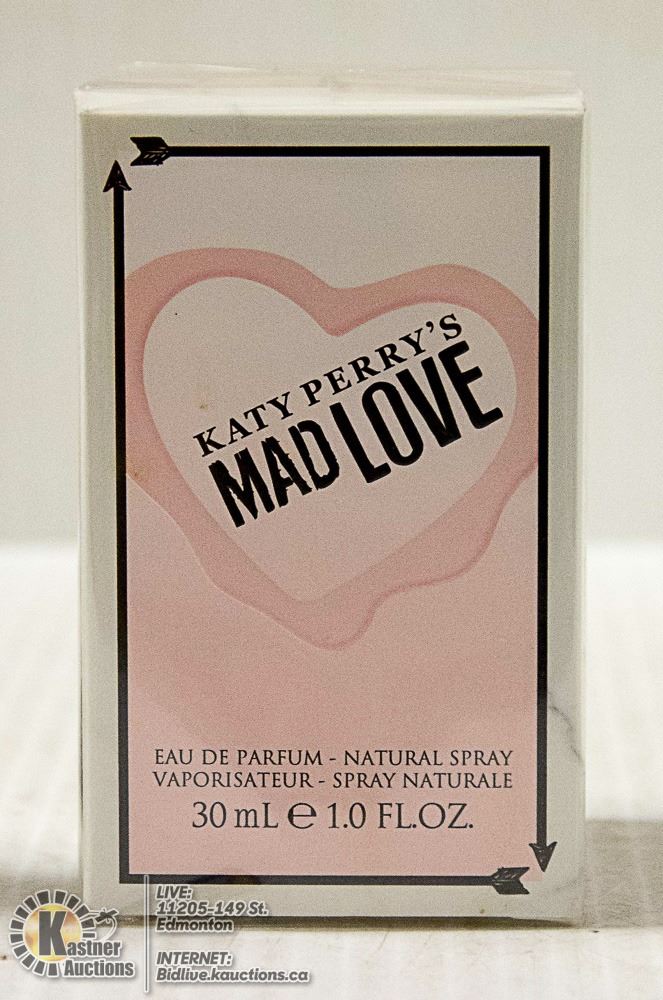 KATY PERRY'S
MAD LOVE
EAU DE PARFUM - NATURAL SPRAY
VAPORISATEUR - SPRAY NATURALE
30 mL ℮ 1.0 FL.OZ.
Kastner
Auctions
LIVE:
11205-149 St.
Edmonton
INTERNET:
Bidlive.kauctions.ca